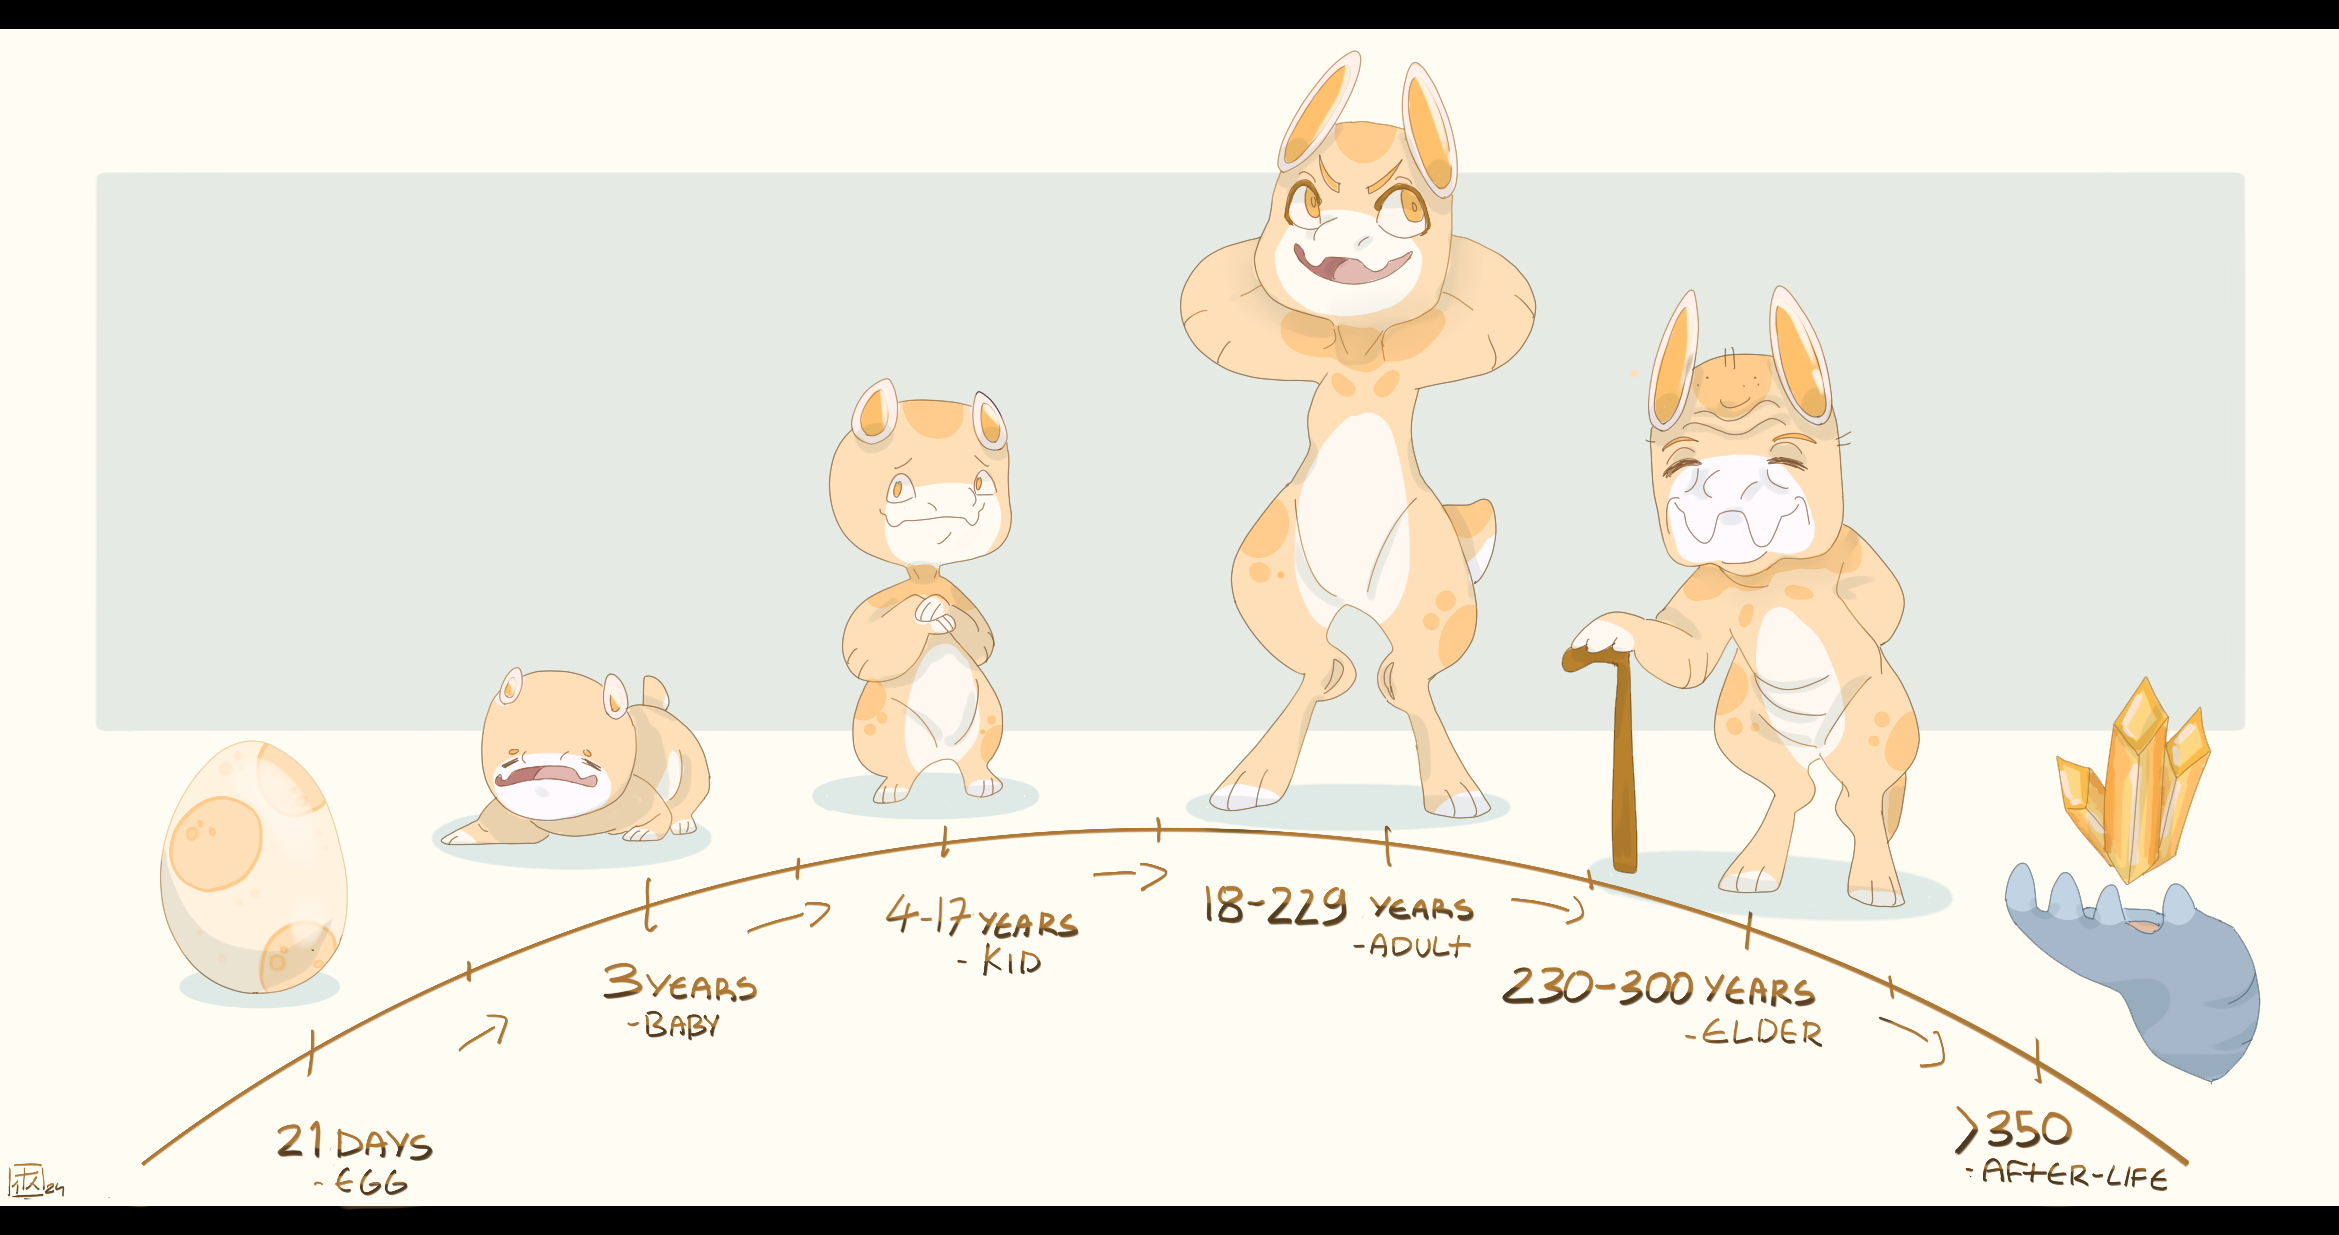 21 DAYS
- EGG
3 YEARS
- BABY
4-17 YEARS
- KID
18-229 YEARS
- ADULT
230-300 YEARS
- ELDER
>350
- AFTER-LIFE
24